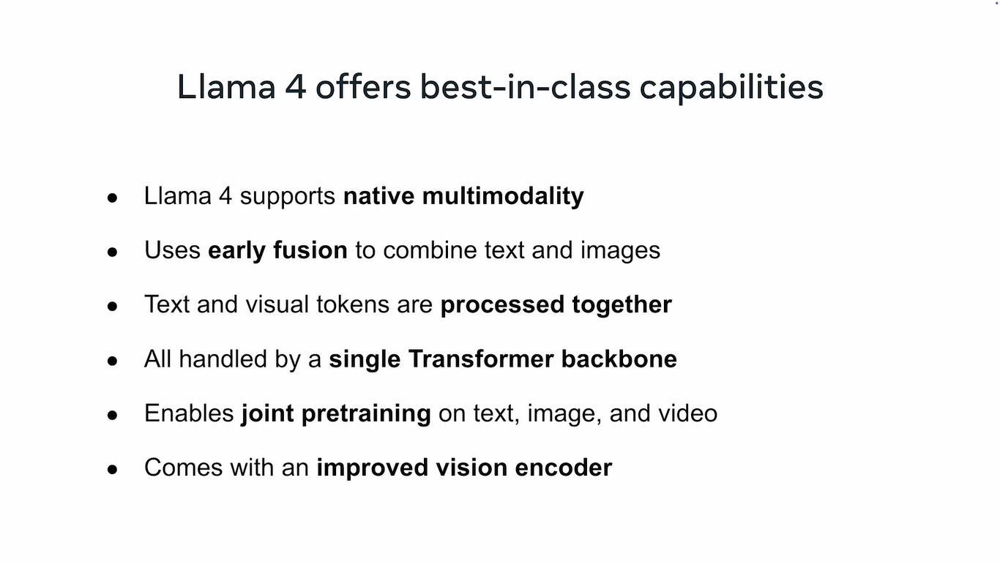 Llama 4 offers best-in-class capabilities
● Llama 4 supports native multimodality
● Uses early fusion to combine text and images
● Text and visual tokens are processed together
● All handled by a single Transformer backbone
● Enables joint pretraining on text, image, and video
● Comes with an improved vision encoder